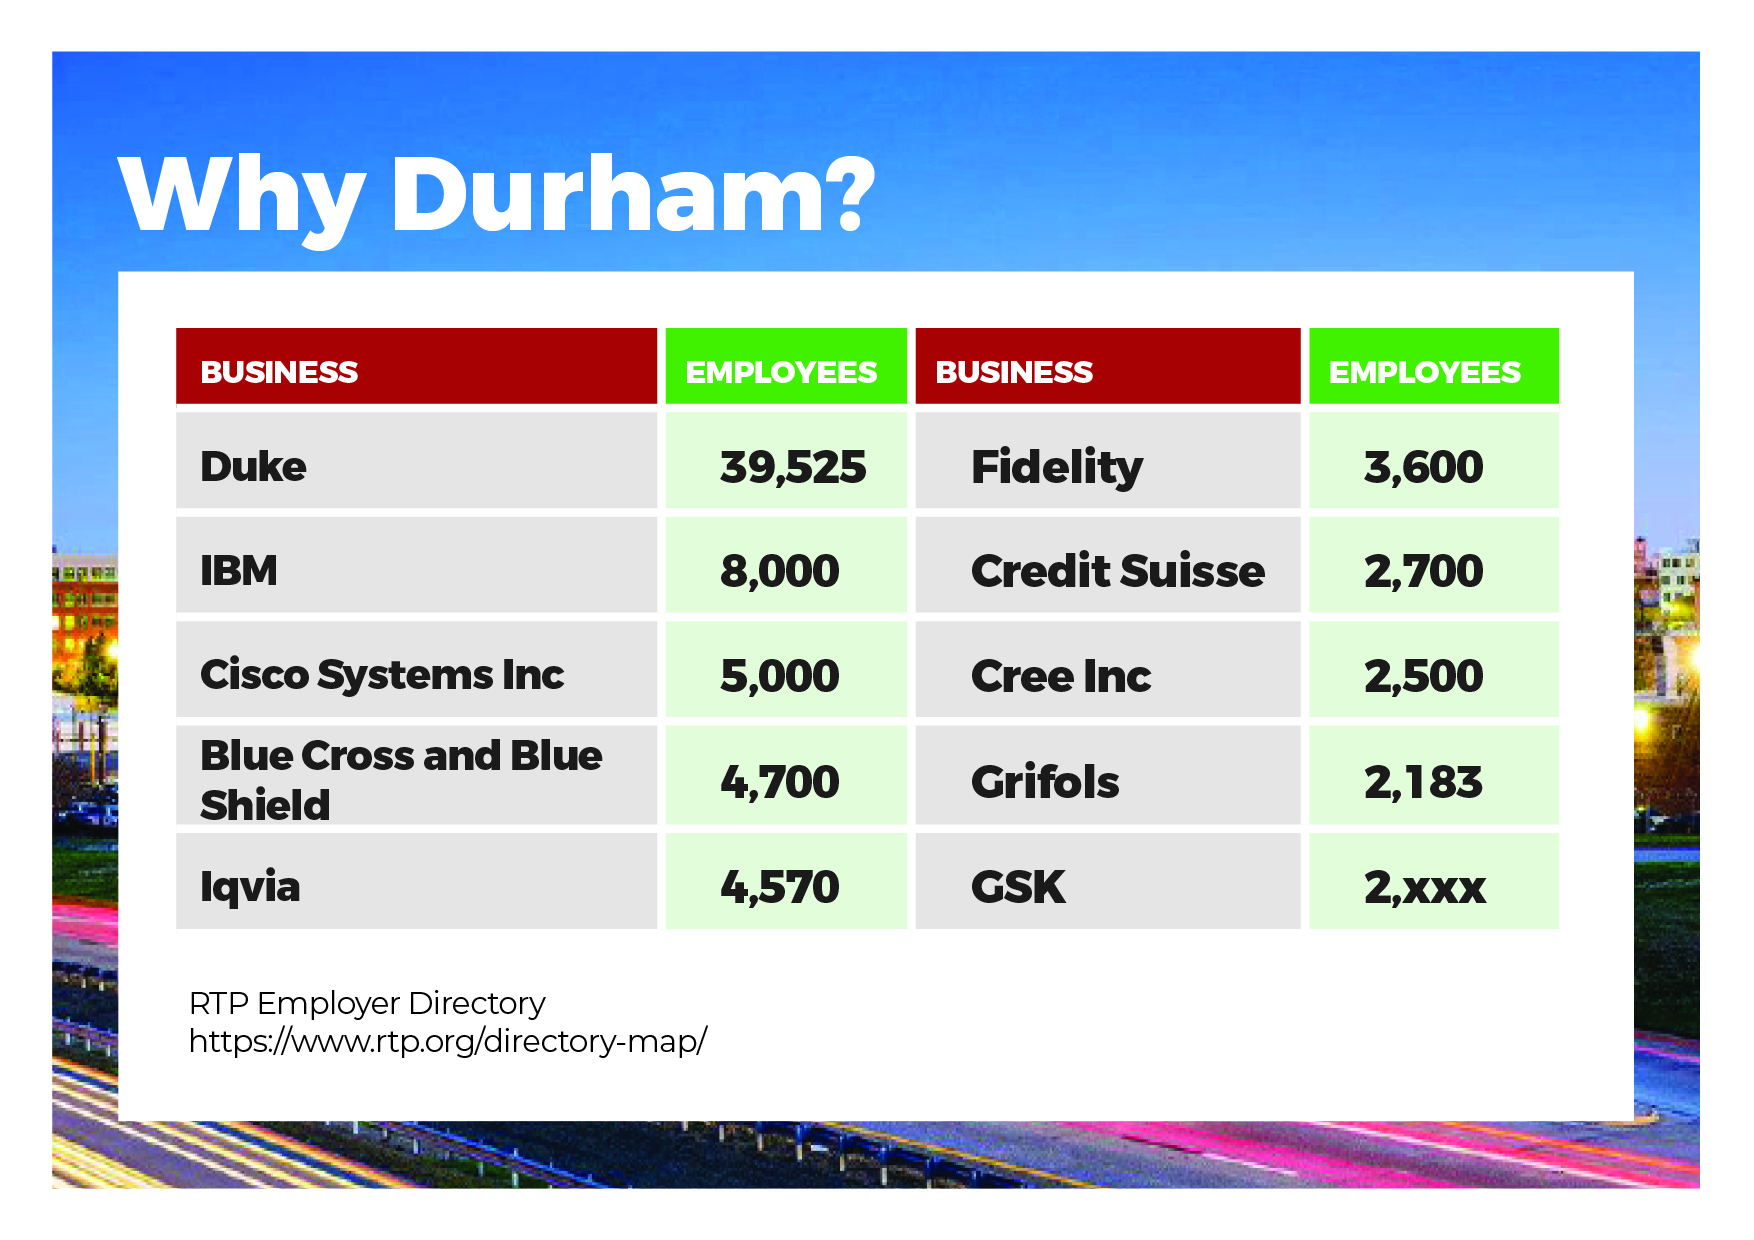 Why Durham?
BUSINESS EMPLOYEES BUSINESS EMPLOYEES
Duke 39,525 Fidelity 3,600
IBM 8,000 Credit Suisse 2,700
Cisco Systems Inc 5,000 Cree Inc 2,500
Blue Cross and Blue
Shield 4,700 Grifols 2,183
Iqvia 4,570 GSK 2,xxx
RTP Employer Directory
https://www.rtp.org/directory-map/